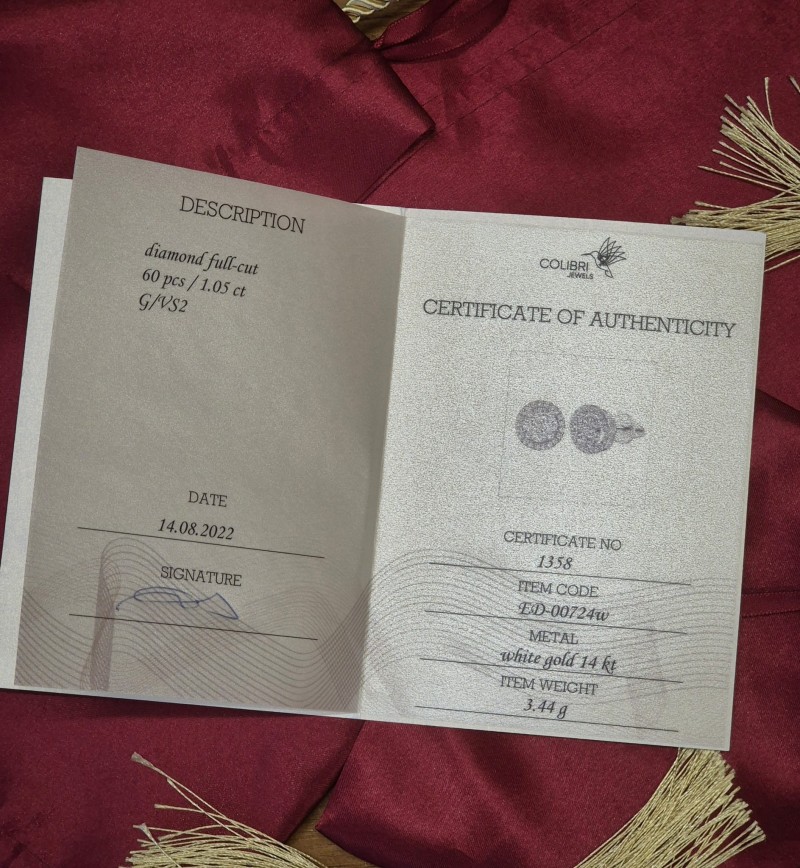 DESCRIPTION
diamond full-cut
60 pcs / 1.05 ct
G/VS2
DATE
14.08.2022
SIGNATURE
COLIBRI
JEWELS
CERTIFICATE OF AUTHENTICITY
CERTIFICATE NO
1358
ITEM CODE
ED-00724w
METAL
white gold 14 kt
ITEM WEIGHT
3.44 g